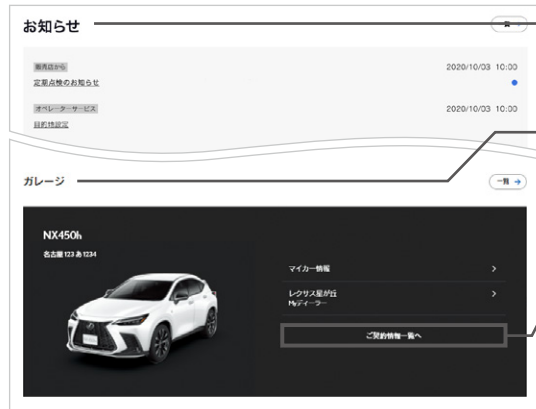 お知らせ
一覧
販売店から
2020/10/03 10:00
定期点検のお知らせ
オペレーターサービス
2020/10/03 10:00
目的地設定
ガレージ
一覧 →
NX450h
名古屋 123 あ 1234
マイカー情報
レクサス星が丘
Myディーラー
ご契約情報一覧へ